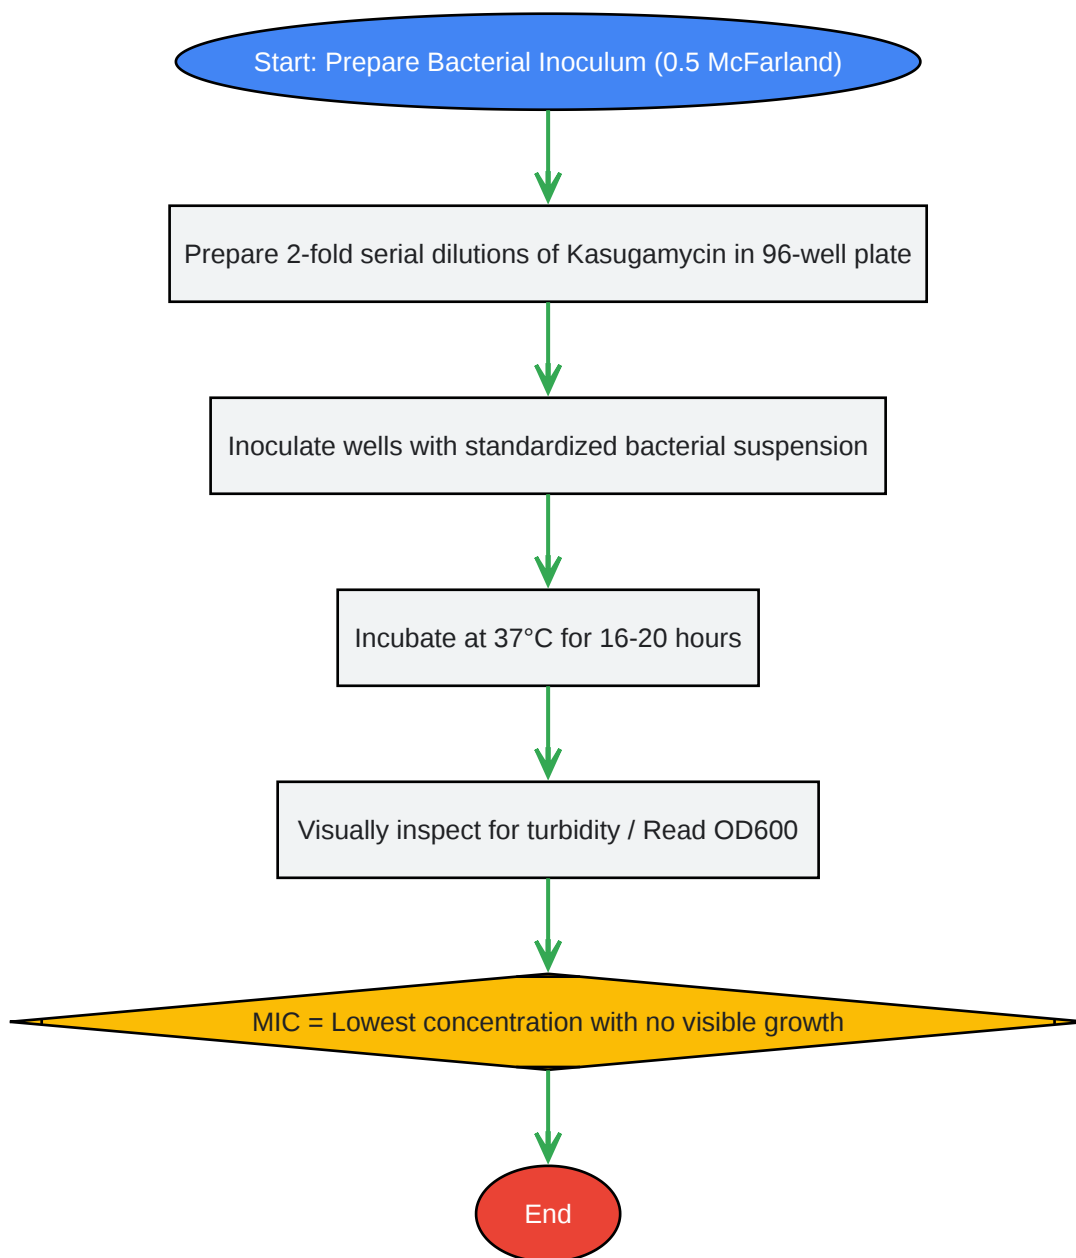 Start: Prepare Bacterial Inoculum (0.5 McFarland)
Prepare 2-fold serial dilutions of Kasugamycin in 96-well plate
Inoculate wells with standardized bacterial suspension
Incubate at 37°C for 16-20 hours
Visually inspect for turbidity / Read OD600
MIC = Lowest concentration with no visible growth
End